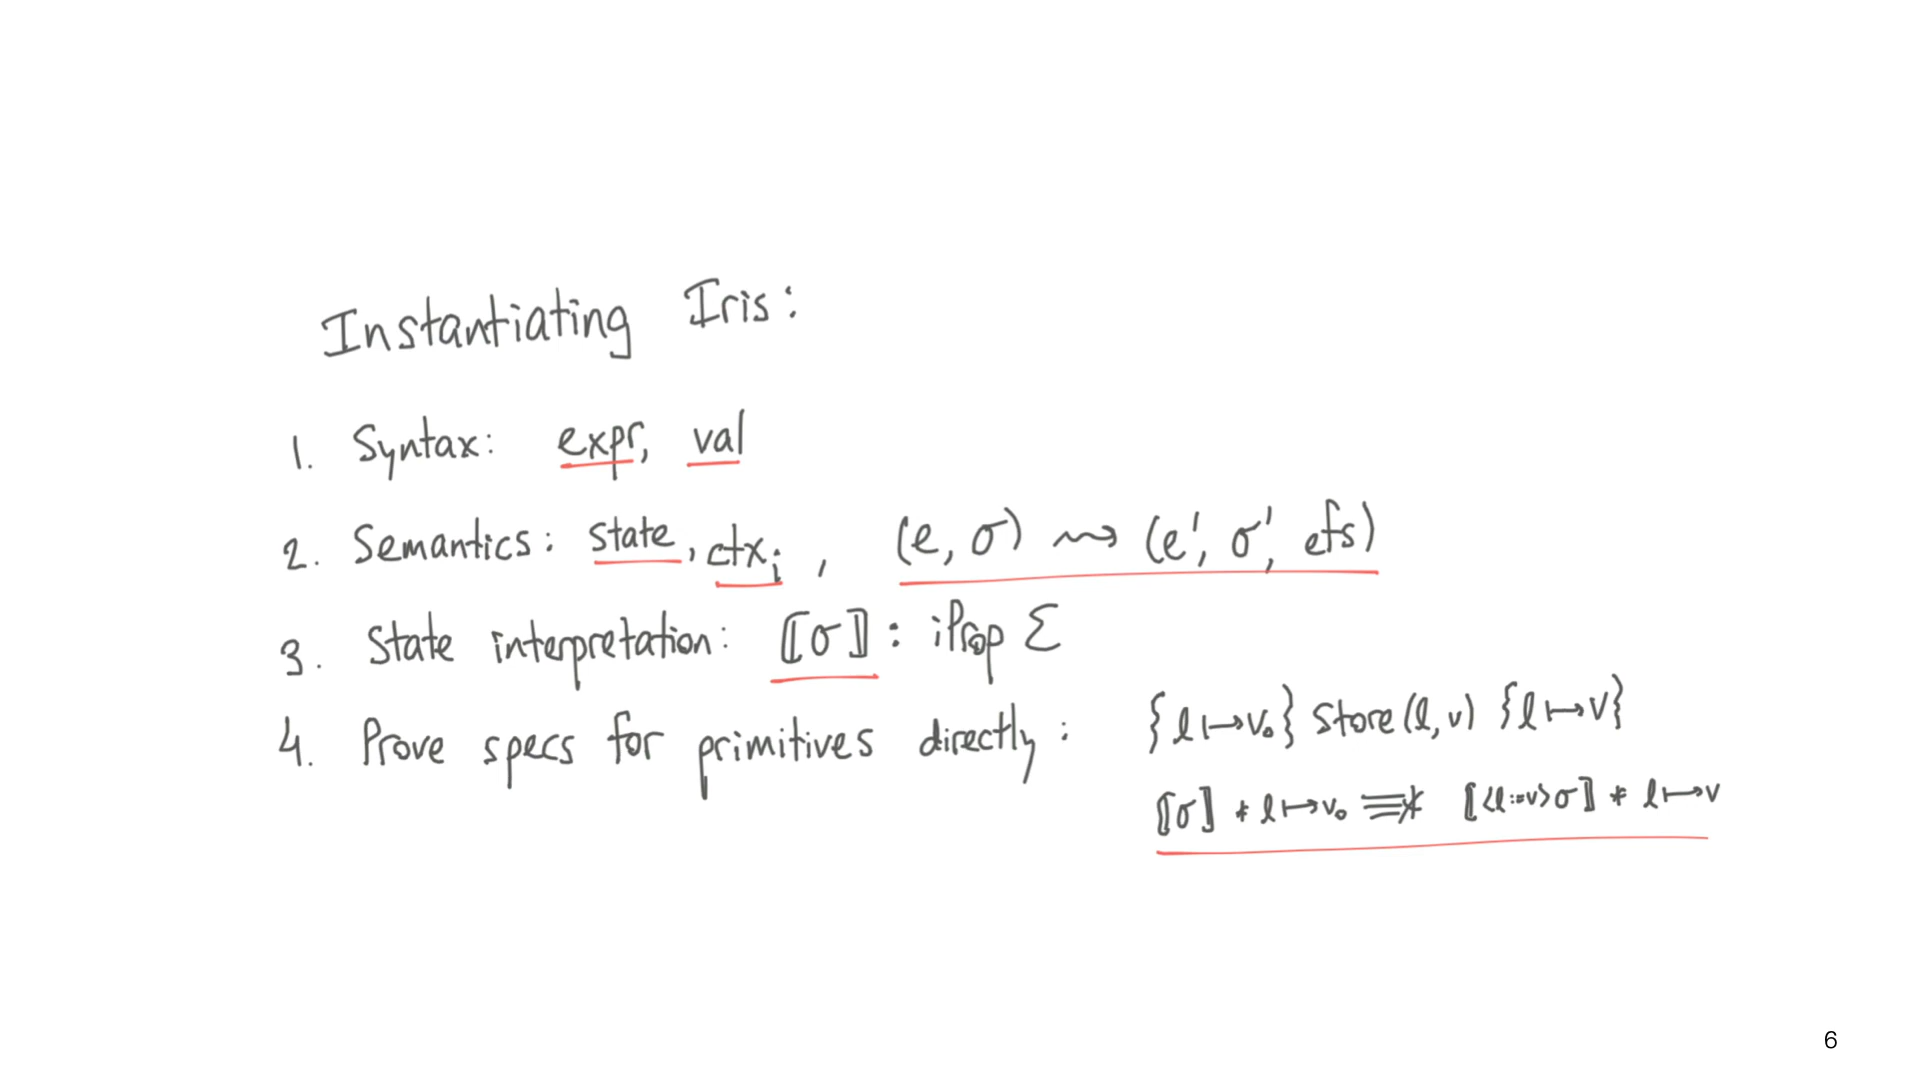 Instantiating Iris:
1. Syntax: expr, val
2. Semantics: state, ctxᵢ, (e, σ) ⇝ (e', σ', efs)
3. State interpretation: ⟦σ⟧ : iProp Σ
4. Prove specs for primitives directly: {ℓ ↦ v₀} Store(ℓ, v) {ℓ ↦ v}
⟦σ⟧ * ℓ ↦ v₀ ≡∗ ⟦<ℓ:=v>σ⟧ * ℓ ↦ v
6